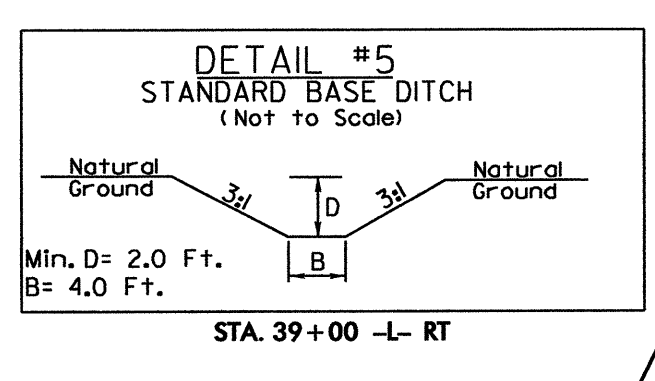 DETAIL #5
STANDARD BASE DITCH
(Not to Scale)
Natural
Ground
3:1
D
3:1
Natural
Ground
B
Min. D= 2.0 Ft.
B= 4.0 Ft.
STA. 39+00 -L- RT